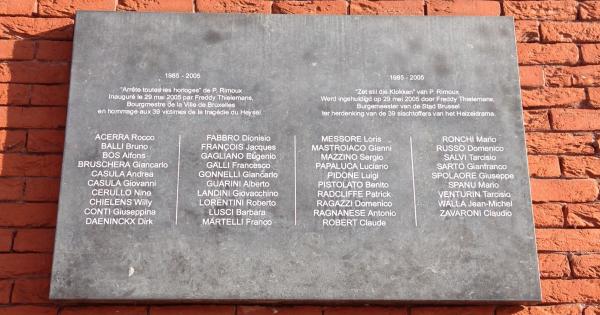 1985 - 2005
"Arrête toutes les horloges" de P. Rimoux
Inauguré le 29 mai 2005 par Freddy Thielemans,
Bourgmestre de la Ville de Bruxelles
en hommage aux 39 victimes de la tragédie du Heysel
1985 - 2005
"Zet stil die Klokken" van P. Rimoux
Werd ingehuldigd op 29 mei 2005 door Freddy Thielemans,
Burgemeester van de Stad Brussel
ter herdenking van de 39 slachtoffers van het Heizeldrama.
ACERRA Rocco
BALLI Bruno
BOS Alfons
BRUSCHERA Giancarlo
CASULA Andrea
CASULA Giovanni
CERULLO Nino
CHIELENS Willy
CONTI Giuseppina
DAENINCKX Dirk
FABBRO Dionisio
FRANÇOIS Jacques
GAGLIANO Eugenio
GALLI Francesco
GONNELLI Giancarlo
GUARINI Alberto
LANDINI Giovacchino
LORENTINI Roberto
LUSCI Barbara
MARTELLI Franco
MESSORE Loris
MASTROIACO Gianni
MAZZINO Sergio
PAPALUCA Luciano
PIDONE Luigi
PISTOLATO Benito
RADCLIFFE Patrick
RAGAZZI Domenico
RAGNANESE Antonio
ROBERT Claude
RONCHI Mario
RUSSO Domenico
SALVI Tarcisio
SARTO Gianfranco
SPOLAORE Giuseppe
SPANU Mario
VENTURIN Tarcisio
WALLA Jean-Michel
ZAVARONI Claudio